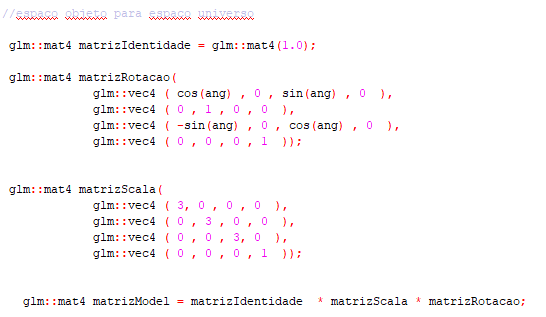 //espaço objeto para espaço universo
glm::mat4 matrizIdentidade = glm::mat4(1.0);
glm::mat4 matrizRotacao(
glm::vec4 ( cos(ang) , 0 , sin(ang) , 0 ),
glm::vec4 ( 0 , 1 , 0 , 0 ),
glm::vec4 ( -sin(ang) , 0 , cos(ang) , 0 ),
glm::vec4 ( 0 , 0 , 0 , 1 ));
glm::mat4 matrizScala(
glm::vec4 ( 3, 0 , 0 , 0 ),
glm::vec4 ( 0 , 3 , 0 , 0 ),
glm::vec4 ( 0 , 0 , 3, 0 ),
glm::vec4 ( 0 , 0 , 0 , 1 ));
glm::mat4 matrizModel = matrizIdentidade * matrizScala * matrizRotacao;